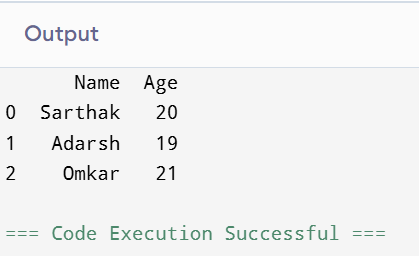 Output
Name Age
0 Sarthak 20
1 Adarsh 19
2 Omkar 21
=== Code Execution Successful ===